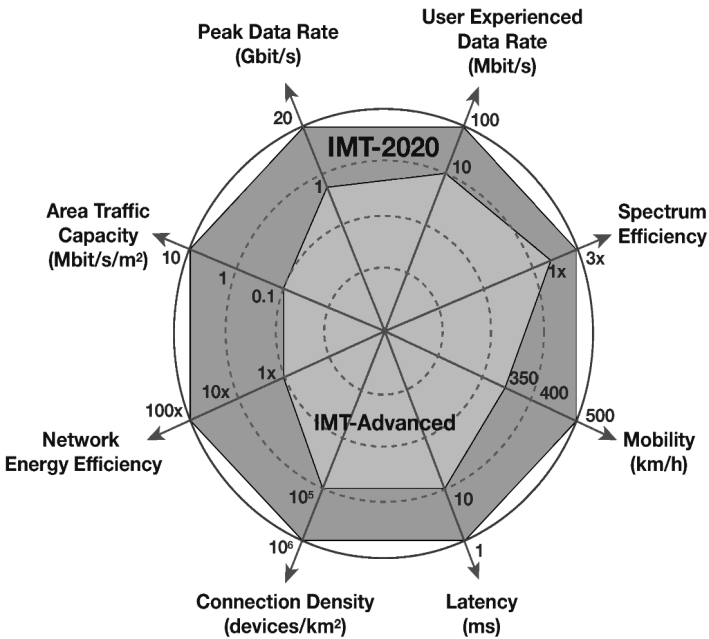 User Experienced
Peak Data Rate
Data Rate
(Gbit/s)
(Mbit/s)
20
100
IMT-2020
1
10
Area Traffic
Capacity
(Mbit/s/m²)
Spectrum
Efficiency
10
3x
1
1x
0.1
1x
350
10x
400
100x
500
IMT-Advanced
Network
Energy Efficiency
Mobility
(km/h)
10⁵
10
10⁶
1
Connection Density
(devices/km²)
Latency
(ms)